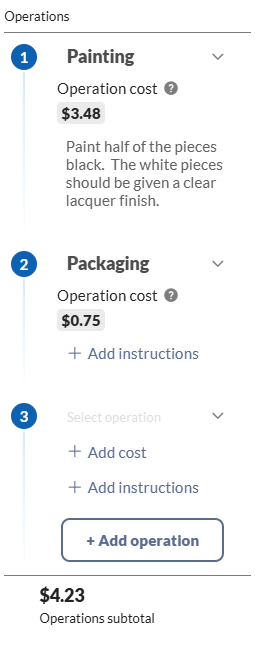 Operations
1 Painting
Operation cost ?
$3.48
Paint half of the pieces
black.  The white pieces
should be given a clear
lacquer finish.
2 Packaging
Operation cost ?
$0.75
+ Add instructions
3 Select operation
+ Add cost
+ Add instructions
+ Add operation
$4.23
Operations subtotal